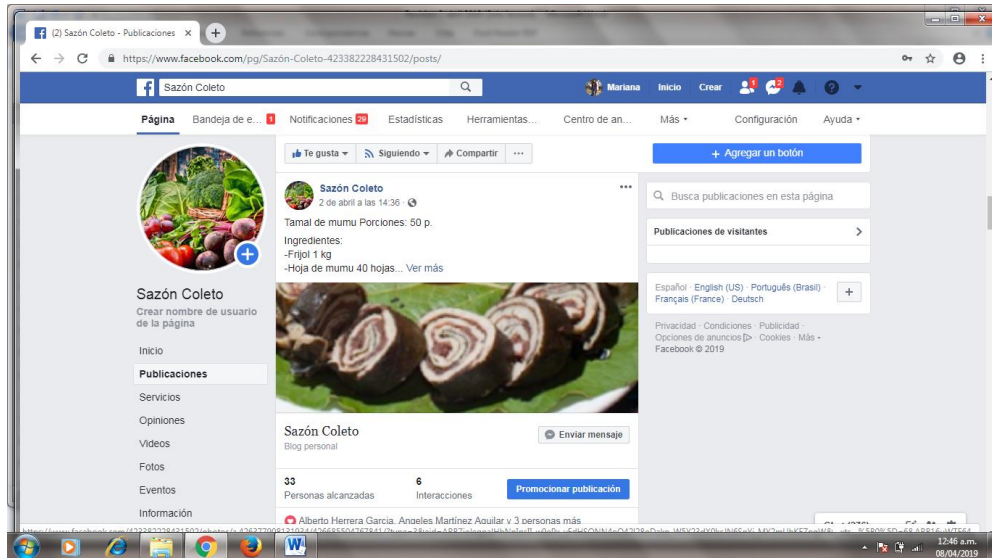 (2) Sazón Coleto - Publicaciones
https://www.facebook.com/pg/Sazón-Coleto-423382228431502/posts/
Sazón Coleto
Mariana Inicio Crear 1 2
Página Bandeja de e... 1 Notificaciones 29 Estadísticas Herramientas... Centro de an... Más Configuración Ayuda
Te gusta Siguiendo Compartir ...
+ Agregar un botón
Sazón Coleto
2 de abril a las 14:36 ·
Tamal de mumu Porciones: 50 p.
Ingredientes:
-Frijol 1 kg
-Hoja de mumu 40 hojas... Ver más
Sazón Coleto
Blog personal
Enviar mensaje
33
Personas alcanzadas
6
Interacciones
Promocionar publicación
Alberto Herrera Garcia, Angeles Martínez Aguilar y 3 personas más
Sazón Coleto
Crear nombre de usuario
de la página
Inicio
Publicaciones
Servicios
Opiniones
Videos
Fotos
Eventos
Información
Busca publicaciones en esta página
Publicaciones de visitantes
Español · English (US) · Português (Brasil) ·
Français (France) · Deutsch
Privacidad · Condiciones · Publicidad ·
Opciones de anuncios · Cookies · Más
Facebook © 2019
12:46 a.m.
08/04/2019